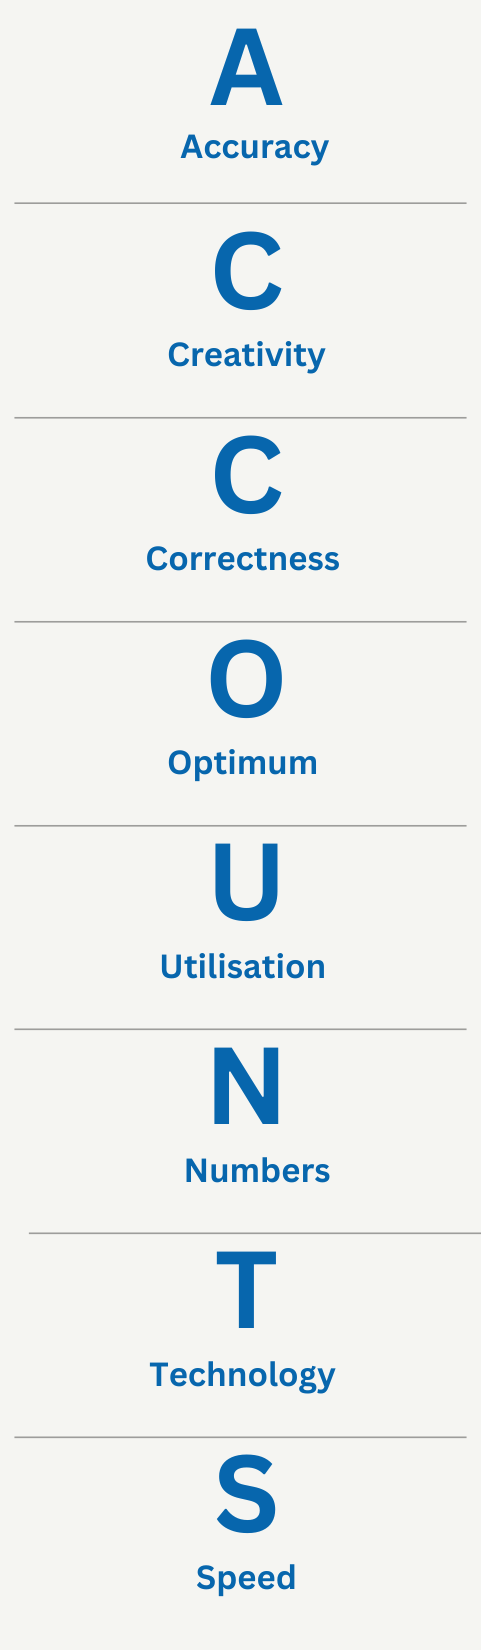 A
Accuracy
C
Creativity
C
Correctness
O
Optimum
U
Utilisation
N
Numbers
T
Technology
S
Speed